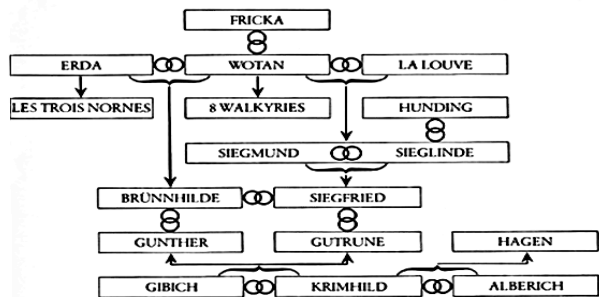 FRICKA
ERDA WOTAN LA LOUVE
LES TROIS NORNES 8 WALKYRIES HUNDING
SIEGMUND SIEGLINDE
BRÜNNHILDE SIEGFRIED
GUNTHER GUTRUNE HAGEN
GIBICH KRIMHILD ALBERICH